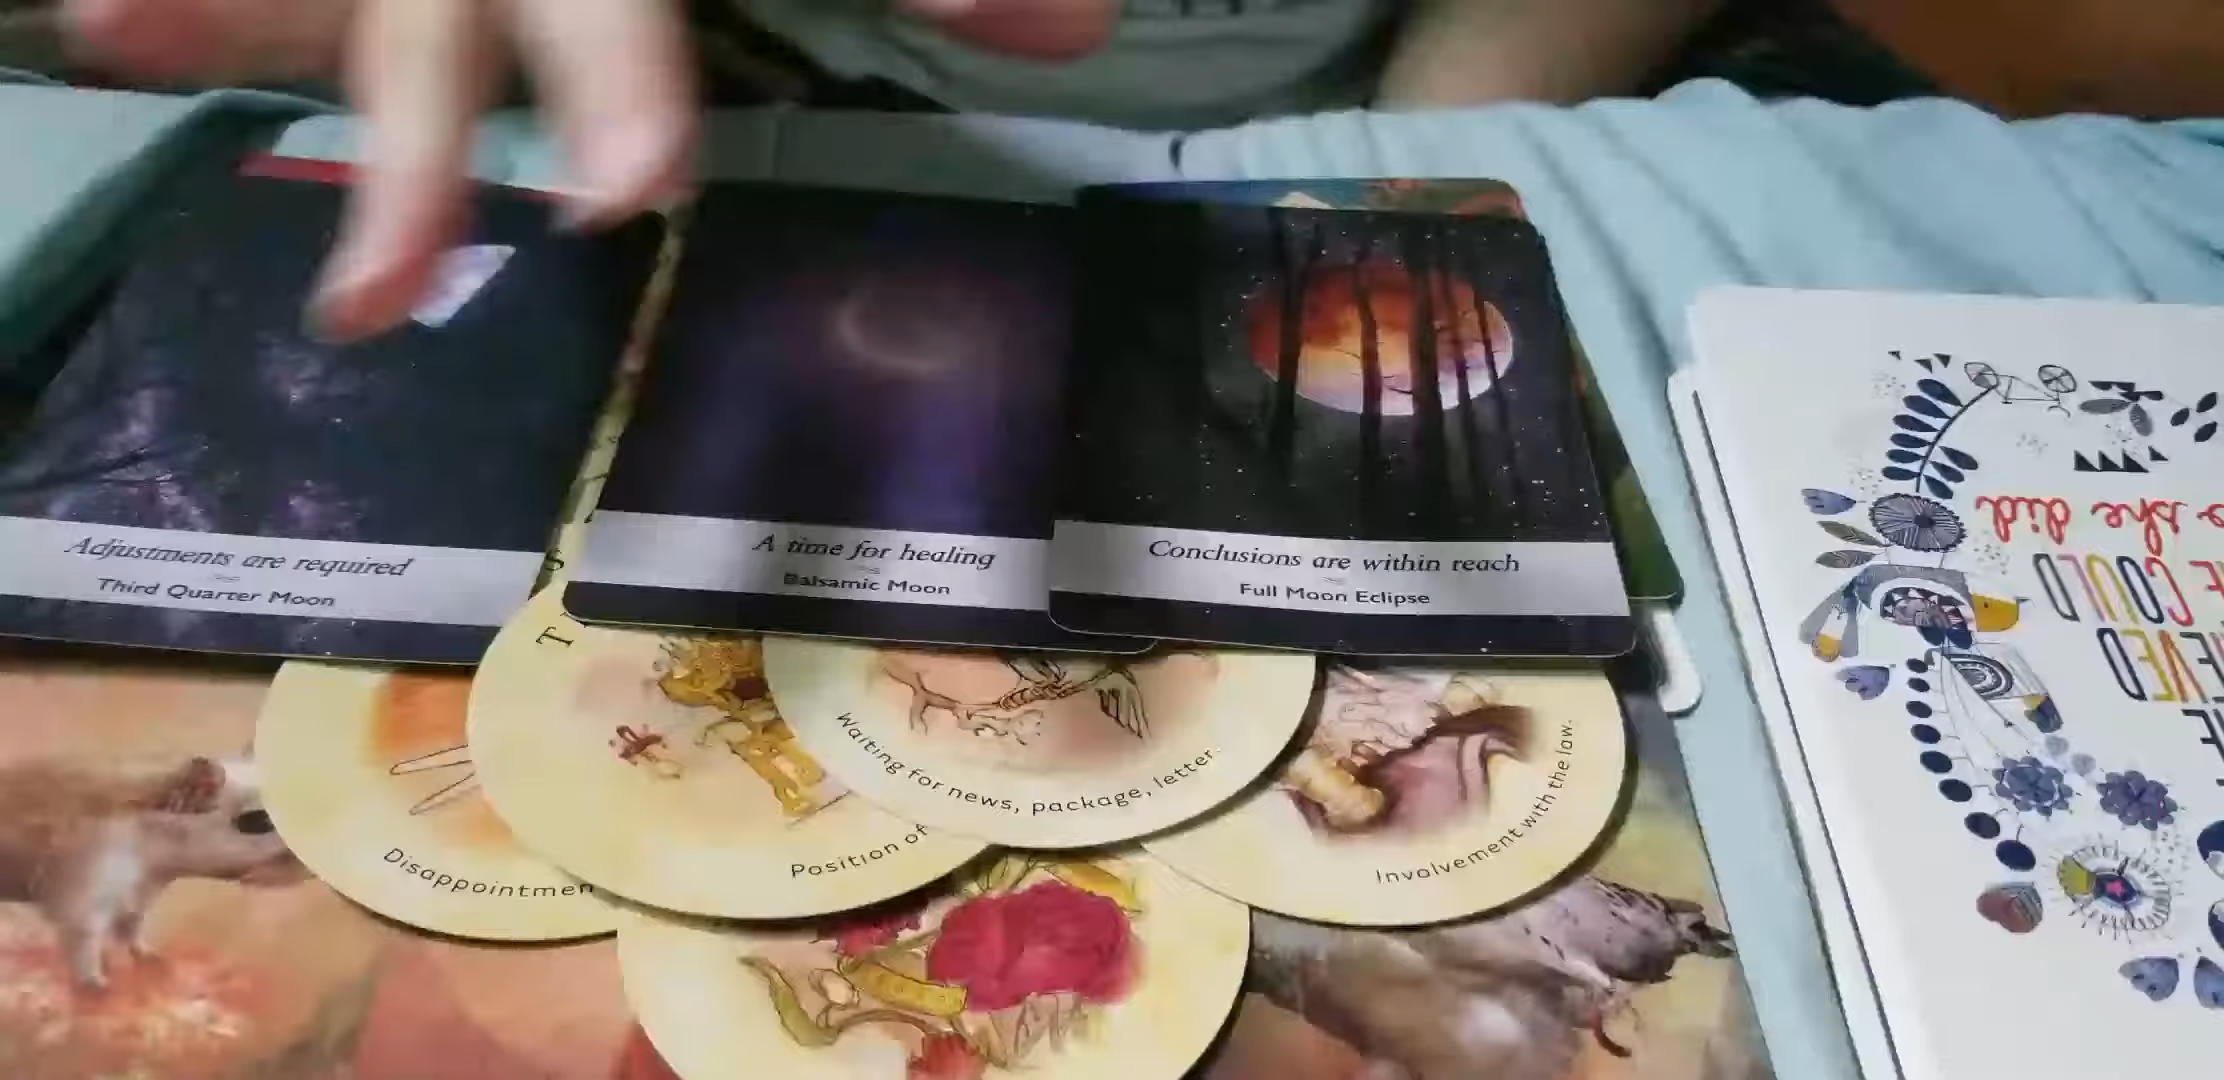 Adjustments are required
Third Quarter Moon
A time for healing
Balsamic Moon
Conclusions are within reach
Full Moon Eclipse
S
T
Disappointmen
Position of
Waiting for news, package, letter.
Involvement with the law.
she did
COULD